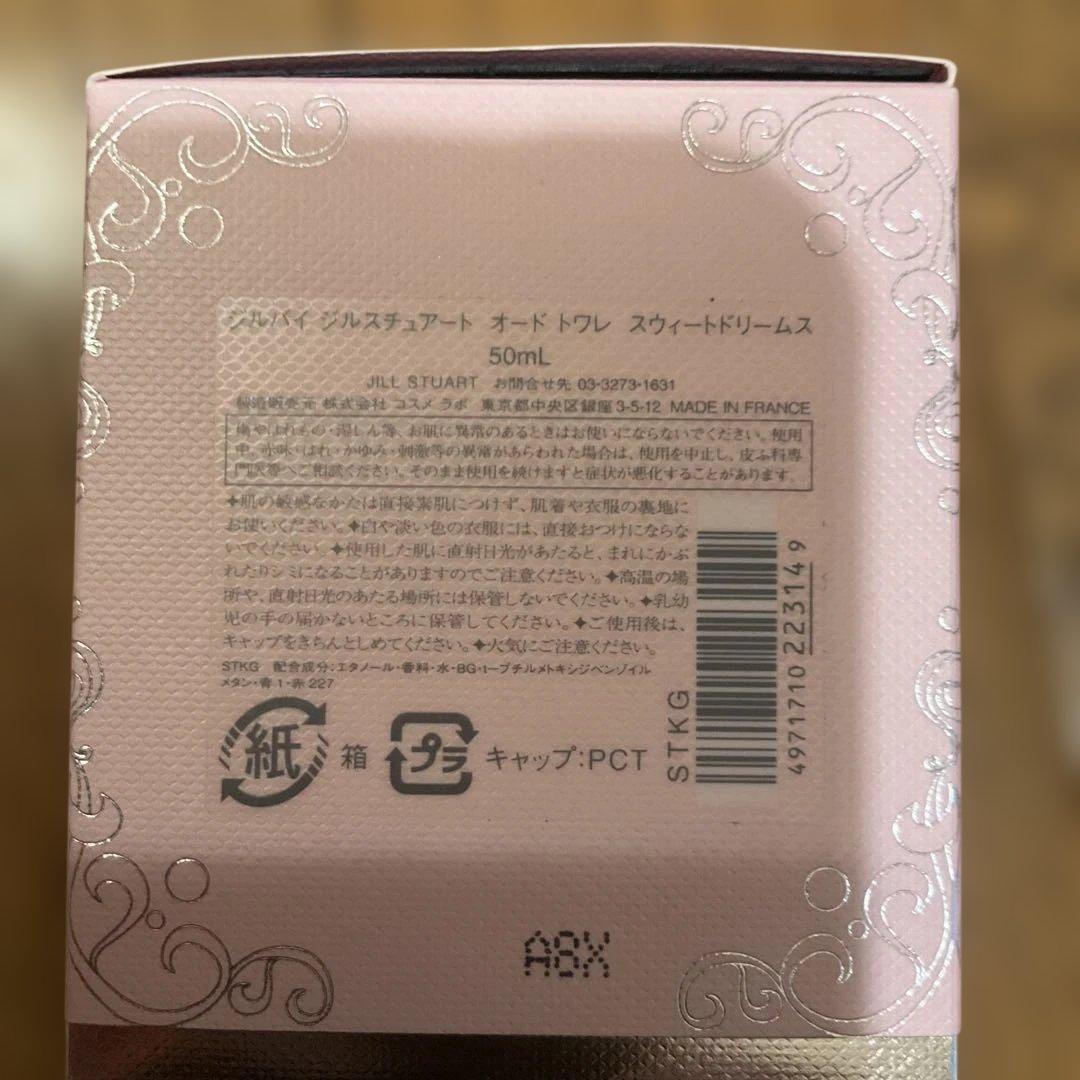 ジルバイ ジルスチュアート オード トワレ スウィートドリームス
50mL
JILL STUART お問合せ先 03-3273-1631
製造販売元 株式会社 コスメ ラボ 東京都中央区銀座3-5-12 MADE IN FRANCE
傷やはれもの・湿しん等、お肌に異常のあるときはお使いにならないでください。使用
中、赤味・はれ・かゆみ・刺激等の異常があらわれた場合は、使用を中止し、皮ふ科専
門医等へご相談ください。そのまま使用を続けますと症状が悪化することがあります。
✦肌の敏感なかたは直接素肌につけず、肌着や衣服の裏地に
お使いください。✦白や淡い色の衣服には、直接おつけにならな
いでください。✦使用した肌に直射日光があたると、まれにかぶ
れたりシミになることがありますのでご注意ください。✦高温の場
所や、直射日光のあたる場所には保管しないでください。✦乳幼
児の手の届かないところに保管してください。✦ご使用後は、
キャップをきちんとしめてください。✦火気にご注意ください。
STKG 配合成分:エタノール・香料・水・BG・t-ブチルメトキシジベンゾイル
メタン・青1・赤227
紙 箱 プラ キャップ:PCT
STKG
4971710 223149
A8X